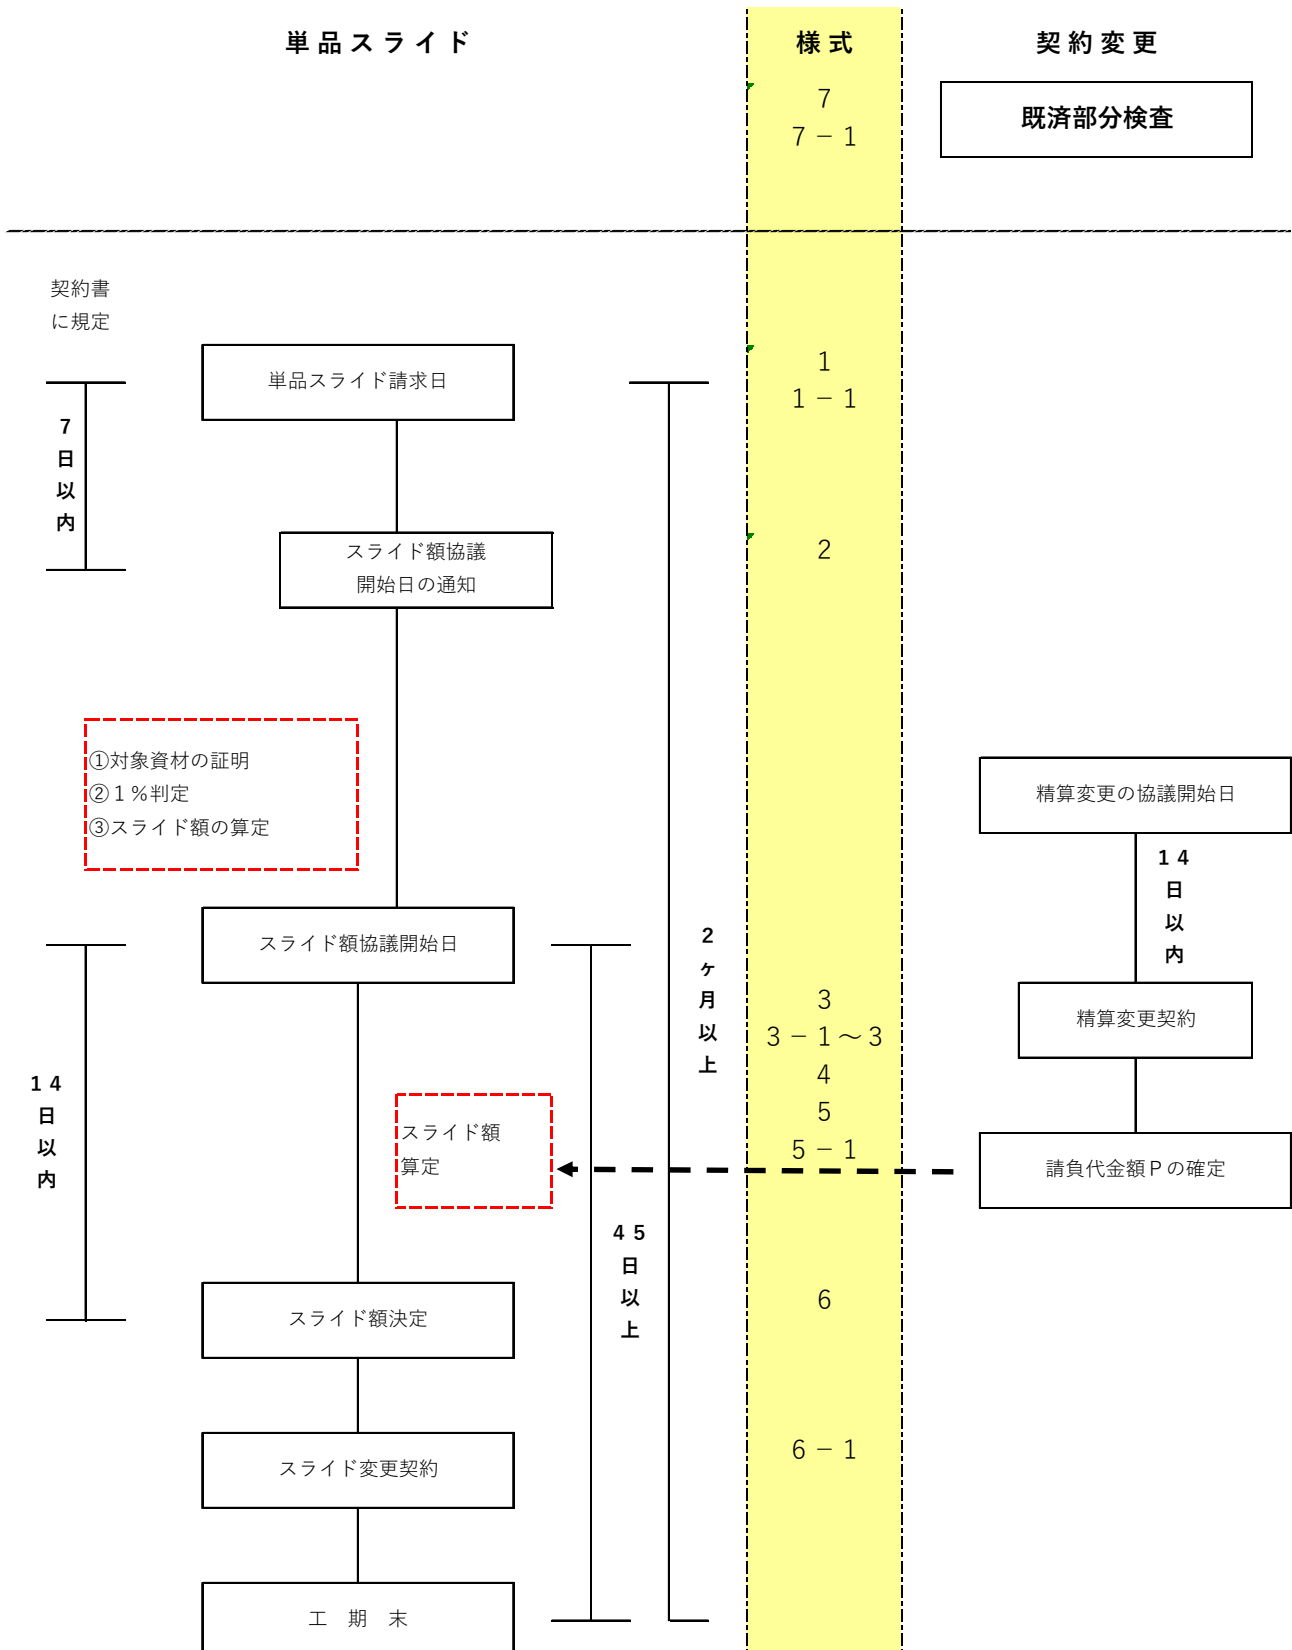 単品スライド
様式
契約変更
7
7－1
既済部分検査
契約書
に規定
単品スライド請求日
1
1－1
7
日
以
内
スライド額協議
開始日の通知
2
①対象資材の証明
②１％判定
③スライド額の算定
精算変更の協議開始日
14
日
以
内
スライド額協議開始日
2
ヶ
月
以
上
3
3－1～3
4
5
5－1
精算変更契約
14
日
以
内
スライド額
算定
請負代金額Ｐの確定
45
日
以
上
スライド額決定
6
スライド変更契約
6－1
工　期　末